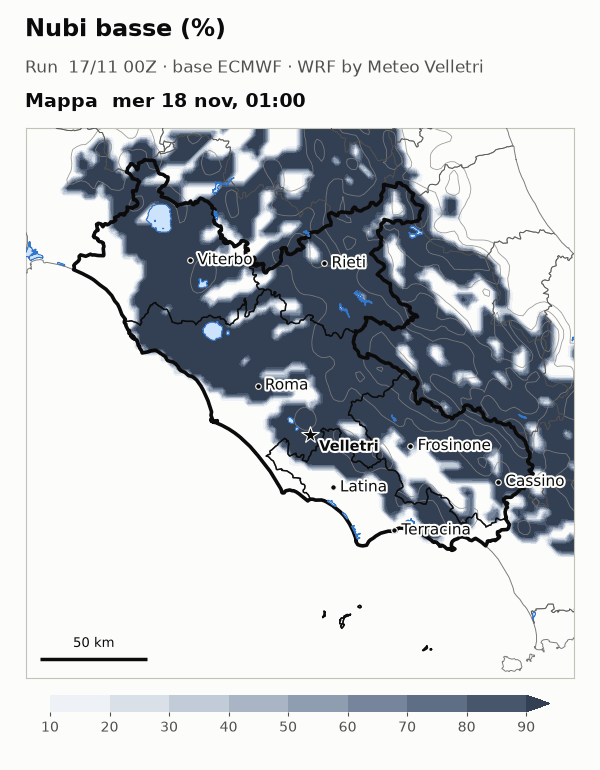 Nubi basse (%)
Run  17/11 00Z · base ECMWF · WRF by Meteo Velletri
Mappa  mer 18 nov, 01:00
Viterbo
Rieti
Roma
Velletri
Frosinone
Cassino
Latina
Terracina
50 km
10 20 30 40 50 60 70 80 90